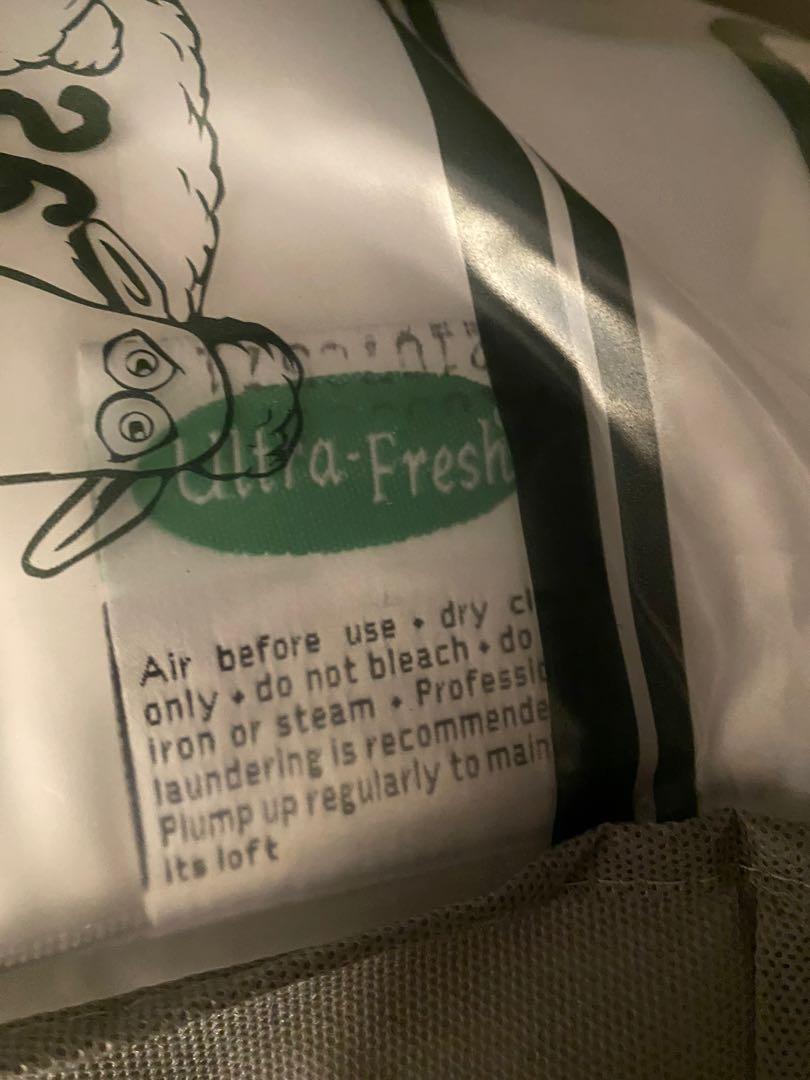 26
Ultra-Fresh
Air before use • dry cl
only • do not bleach • do
iron or steam • Professio
laundering is recommende
Plump up regularly to main
its loft